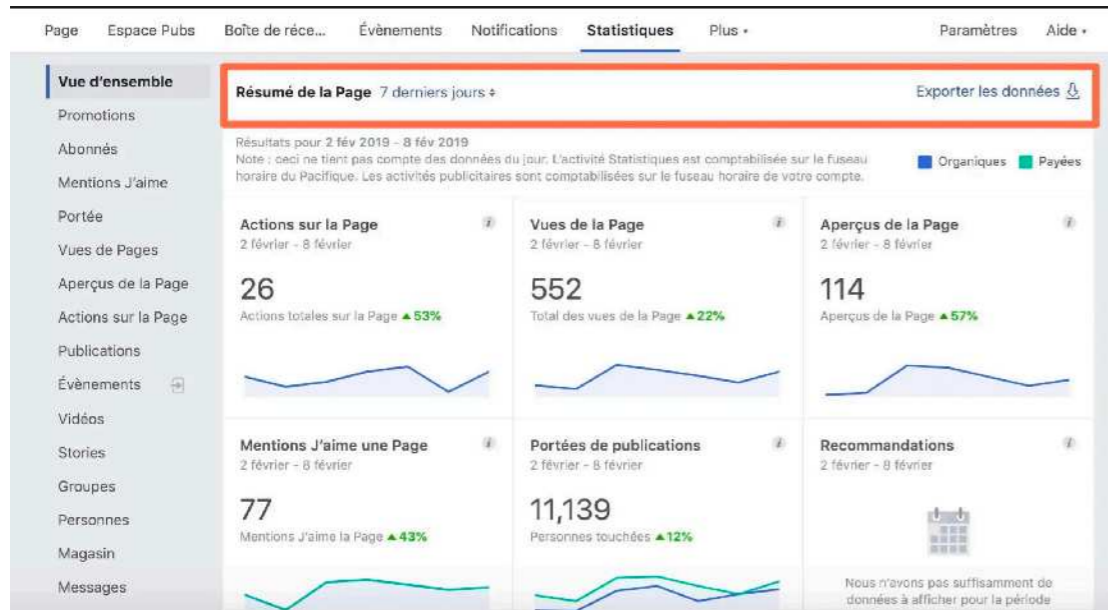 Page Espace Pubs Boîte de réce... Évènements Notifications Statistiques Plus Paramètres Aide
Vue d'ensemble
Promotions
Abonnés
Mentions J'aime
Portée
Vues de Pages
Aperçus de la Page
Actions sur la Page
Publications
Évènements
Vidéos
Stories
Groupes
Personnes
Magasin
Messages
Résumé de la Page 7 derniers jours
Exporter les données
Résultats pour 2 fév 2019 - 8 fév 2019
Note : ceci ne tient pas compte des données du jour. L'activité Statistiques est comptabilisée sur le fuseau
horaire du Pacifique. Les activités publicitaires sont comptabilisées sur le fuseau horaire de votre compte.
Organiques Payées
Actions sur la Page
2 février - 8 février
26
Actions totales sur la Page ▲53%
Vues de la Page
2 février - 8 février
552
Total des vues de la Page ▲22%
Aperçus de la Page
2 février - 8 février
114
Aperçus de la Page ▲57%
Mentions J'aime une Page
2 février - 8 février
77
Mentions J'aime la Page ▲43%
Portées de publications
2 février - 8 février
11,139
Personnes touchées ▲12%
Recommandations
2 février - 8 février
Nous n'avons pas suffisamment de
données à afficher pour la période